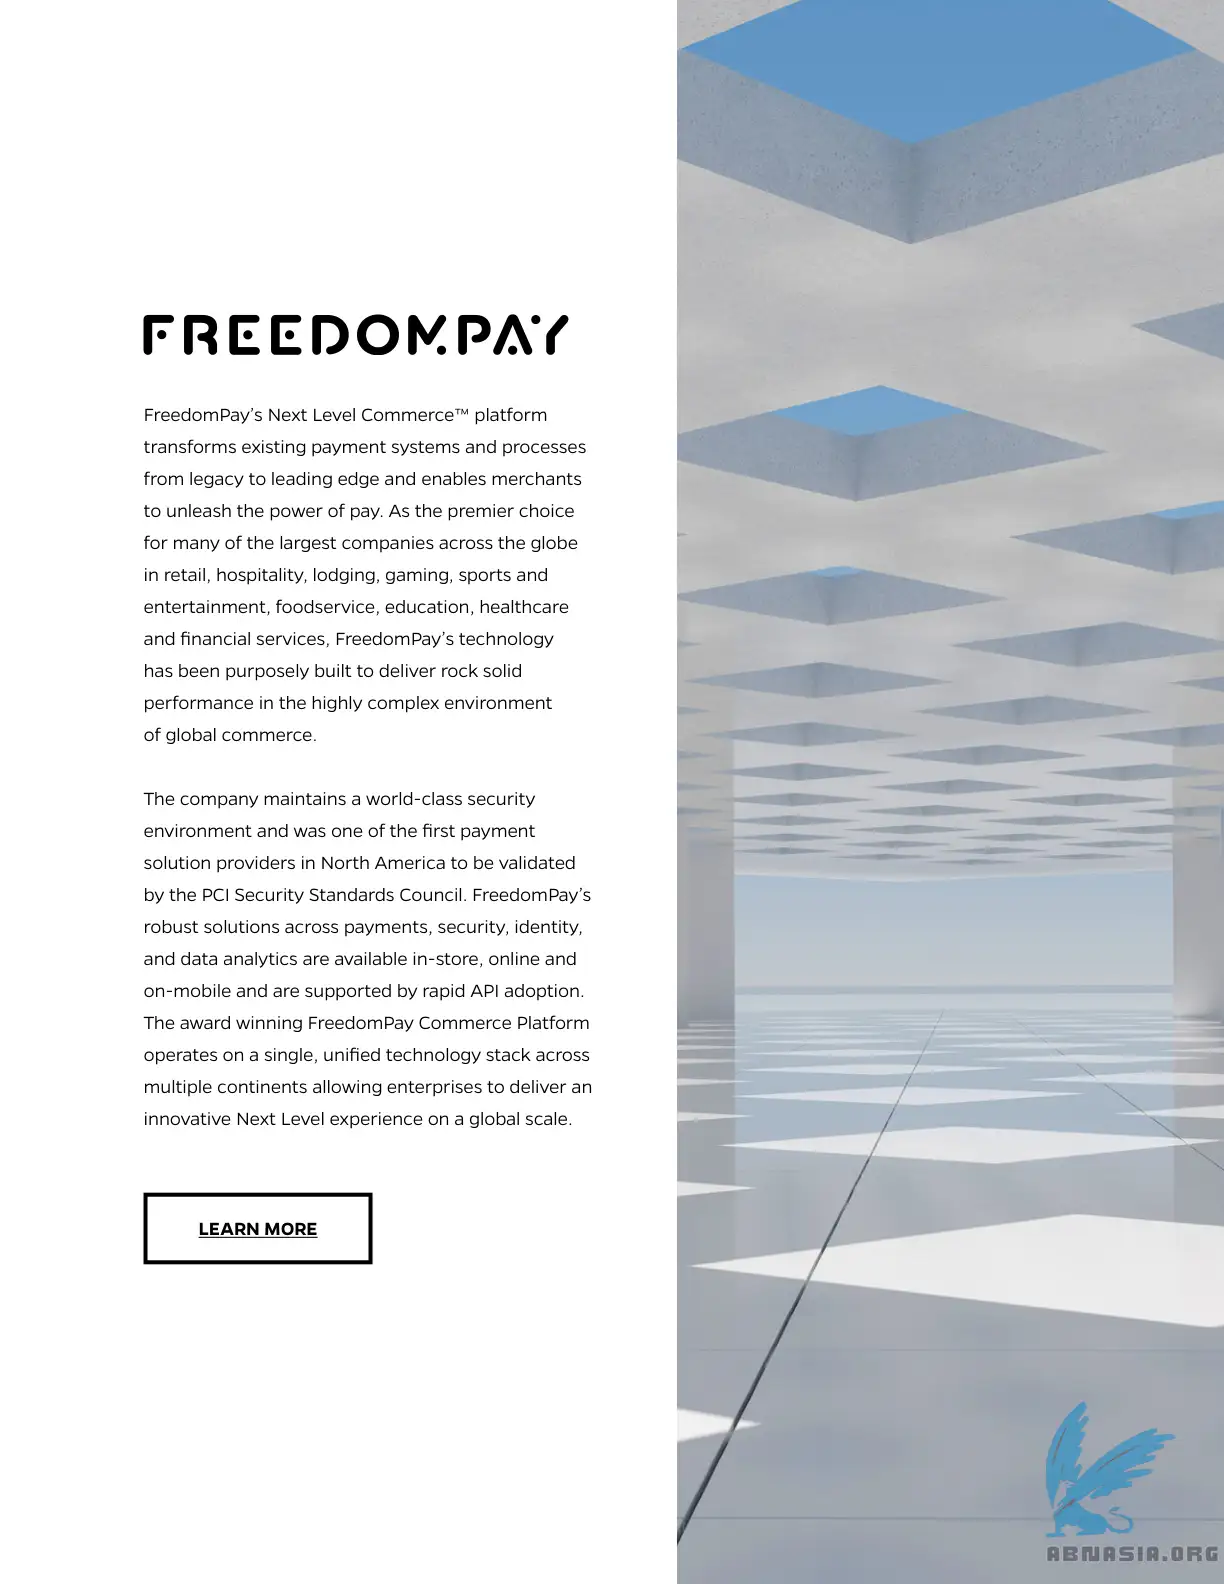 FREEDOMPAY
FreedomPay’s Next Level Commerce™ platform
transforms existing payment systems and processes
from legacy to leading edge and enables merchants
to unleash the power of pay. As the premier choice
for many of the largest companies across the globe
in retail, hospitality, lodging, gaming, sports and
entertainment, foodservice, education, healthcare
and financial services, FreedomPay’s technology
has been purposely built to deliver rock solid
performance in the highly complex environment
of global commerce.
The company maintains a world-class security
environment and was one of the first payment
solution providers in North America to be validated
by the PCI Security Standards Council. FreedomPay’s
robust solutions across payments, security, identity,
and data analytics are available in-store, online and
on-mobile and are supported by rapid API adoption.
The award winning FreedomPay Commerce Platform
operates on a single, unified technology stack across
multiple continents allowing enterprises to deliver an
innovative Next Level experience on a global scale.
LEARN MORE
ABNASIA.ORG